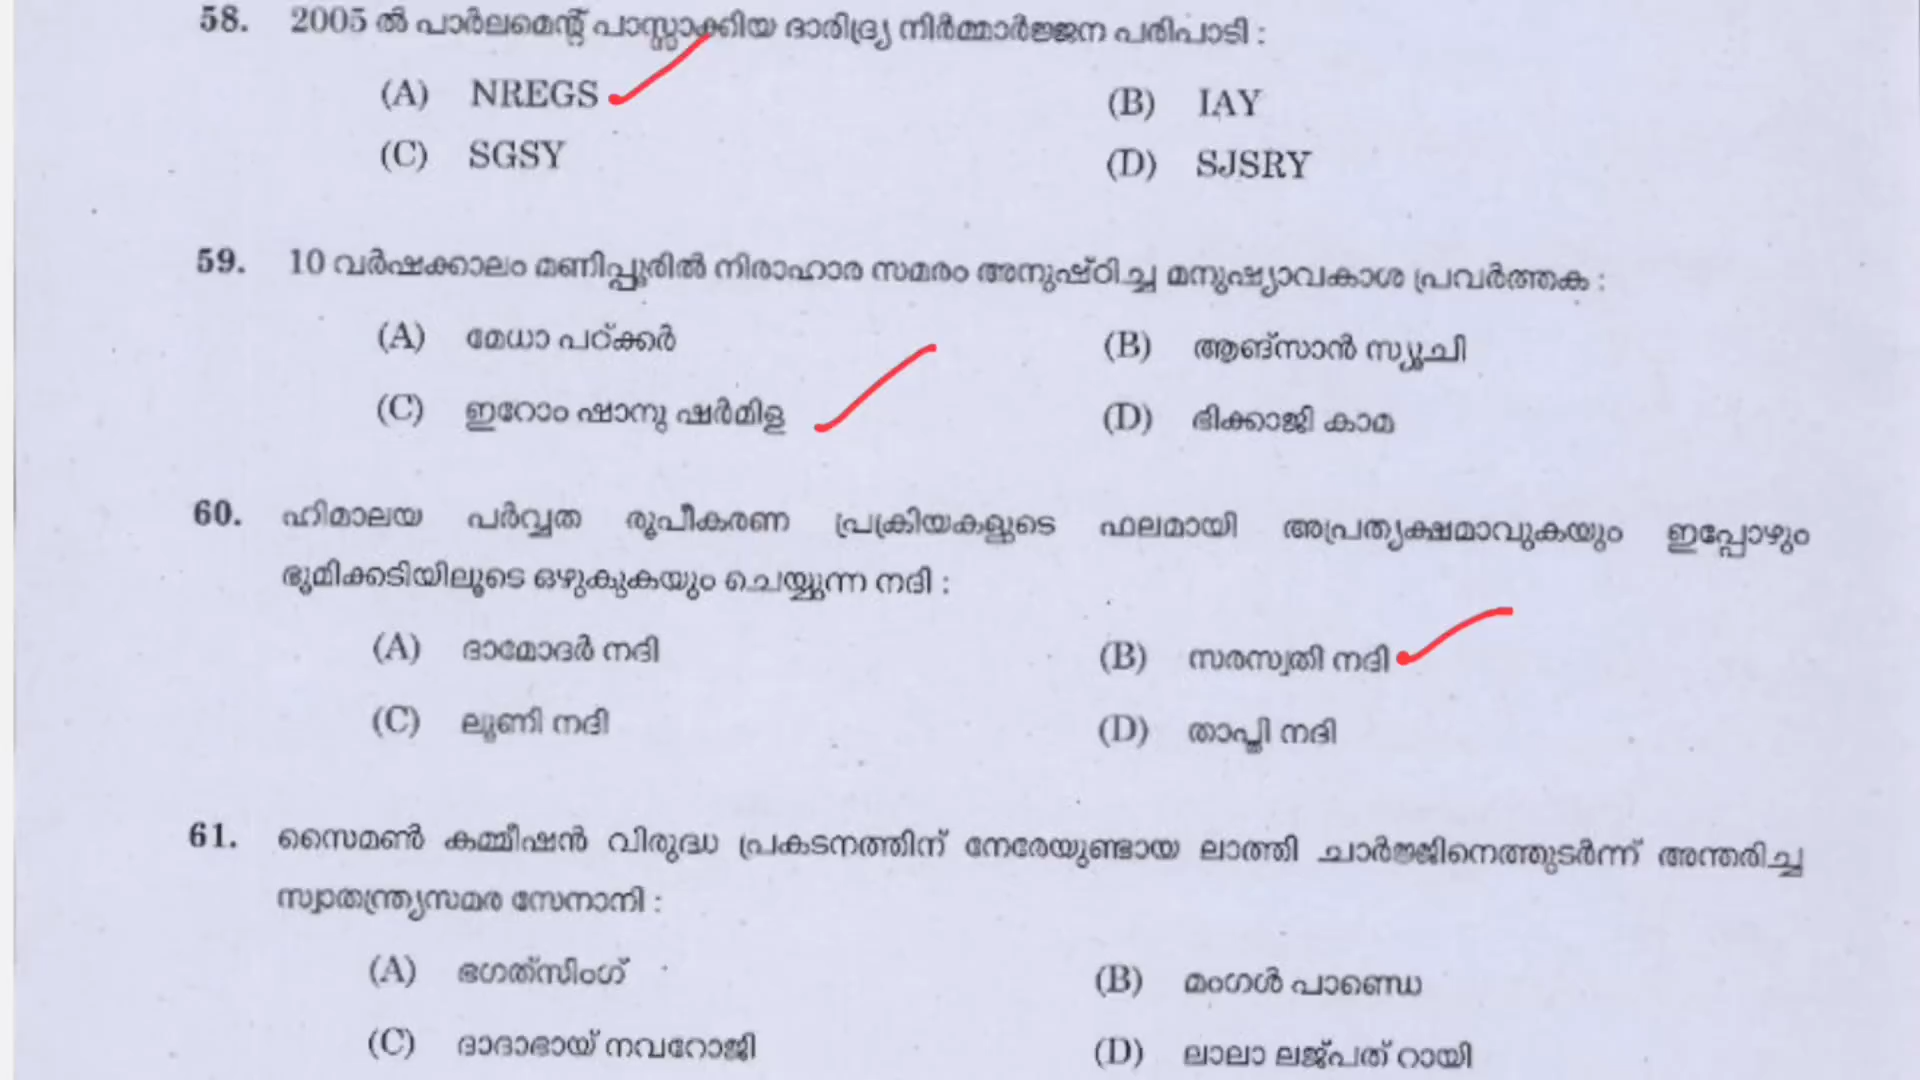 58. 2005 ൽ പാർലമെന്റ് പാസ്സാക്കിയ ദാരിദ്ര്യ നിർമ്മാർജ്ജന പരിപാടി :
(A) NREGS (B) IAY
(C) SGSY (D) SJSRY
59. 10 വർഷക്കാലം മണിപ്പൂരിൽ നിരാഹാര സമരം അനുഷ്ഠിച്ച മനുഷ്യാവകാശ പ്രവർത്തക :
(A) മേധാ പഠ്ക്കർ (B) ആങ്സാൻ സ്യൂചി
(C) ഇറോം ഷാനു ഷർമിള (D) ഭിക്കാജി കാമ
60. ഹിമാലയ പർവ്വത രൂപീകരണ പ്രക്രിയകളുടെ ഫലമായി അപ്രത്യക്ഷമാവുകയും ഇപ്പോഴും
ഭൂമിക്കടിയിലൂടെ ഒഴുകുകയും ചെയ്യുന്ന നദി :
(A) ദാമോദർ നദി (B) സരസ്വതി നദി
(C) ലൂണി നദി (D) താപ്തി നദി
61. സൈമൺ കമ്മീഷൻ വിരുദ്ധ പ്രകടനത്തിന് നേരേയുണ്ടായ ലാത്തി ചാർജ്ജിനെത്തുടർന്ന് അന്തരിച്ച
സ്വാതന്ത്ര്യസമര സേനാനി :
(A) ഭഗത്സിംഗ് (B) മംഗൾ പാണ്ഡെ
(C) ദാദാഭായ് നവറോജി (D) ലാലാ ലജ്പത് റായി